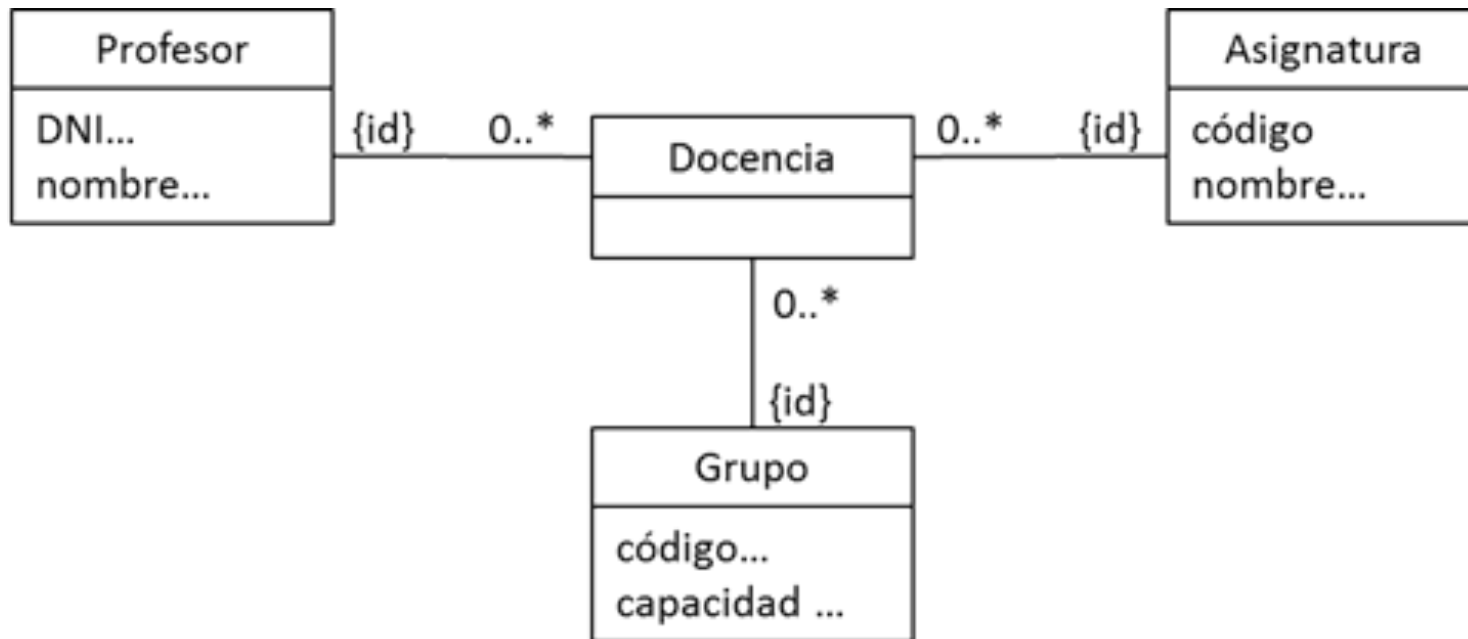 Profesor
DNI...
nombre...
{id} 0..*
Docencia
0..* {id}
Asignatura
código
nombre...
0..*
{id}
Grupo
código...
capacidad ...